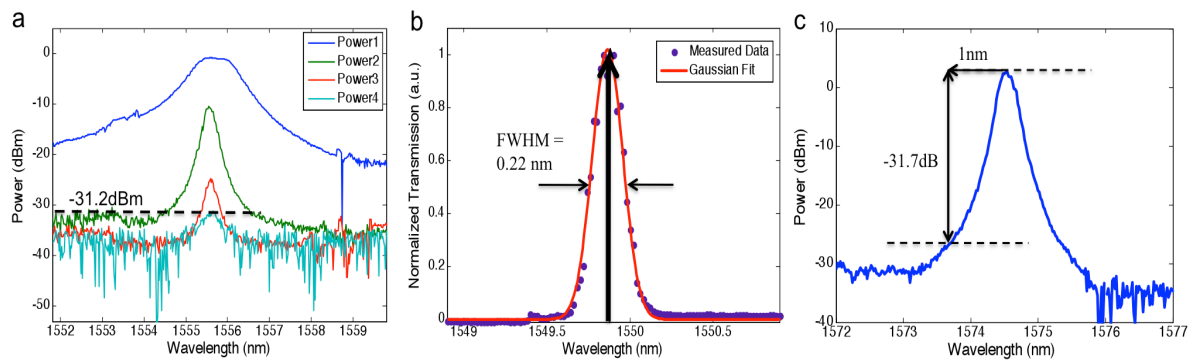 a
Power1
Power2
Power3
Power4
0
-10
-20
-30
-40
-50
-31.2dBm
Power (dBm)
1552 1553 1554 1555 1556 1557 1558 1559
Wavelength (nm)
b
Measured Data
Gaussian Fit
1
0.8
0.6
0.4
0.2
0
FWHM =
0.22 nm
Normalized Transmission (a.u.)
1549 1549.5 1550 1550.5
Wavelength (nm)
c
10
0
-10
-20
-30
-40
1nm
-31.7dB
Power (dBm)
1572 1573 1574 1575 1576 1577
Wavelength (nm)